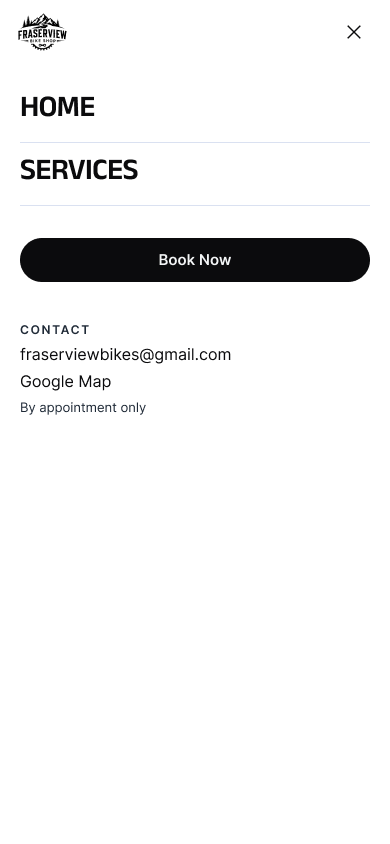 FRASERVIEW
BIKE SHOP
HOME
SERVICES
Book Now
CONTACT
fraserviewbikes@gmail.com
Google Map
By appointment only